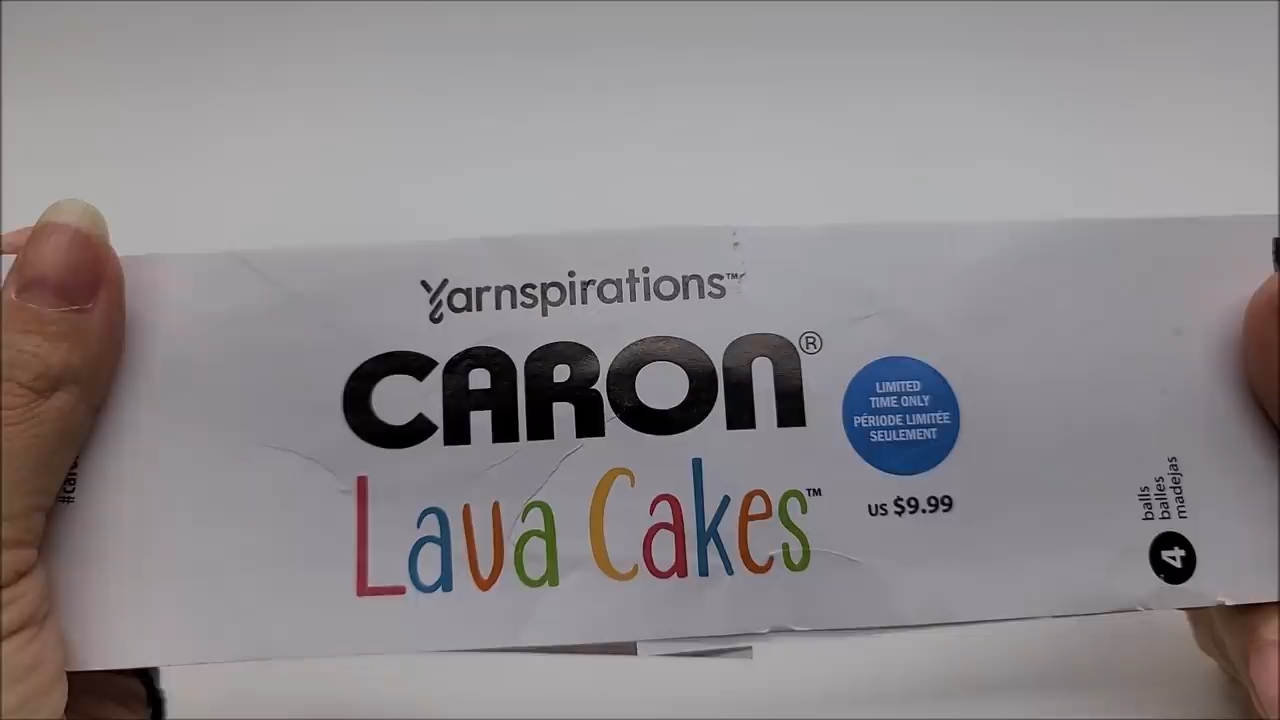 Yarnspirations™
CARON®
Lava Cakes™
LIMITED
TIME ONLY
PÉRIODE LIMITÉE
SEULEMENT
US $9.99
balls
balles
madejas
4